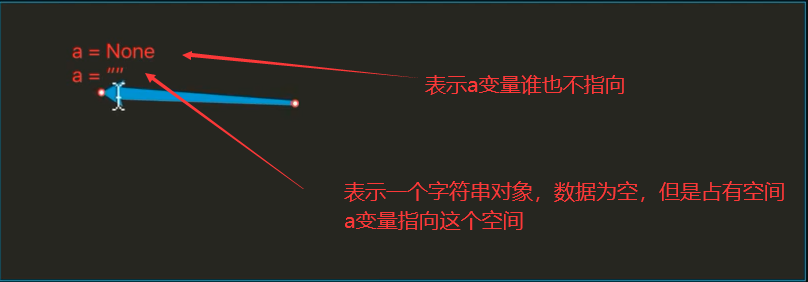 a = None
a = “”
表示a变量谁也不指向
表示一个字符串对象，数据为空，但是占有空间
a变量指向这个空间